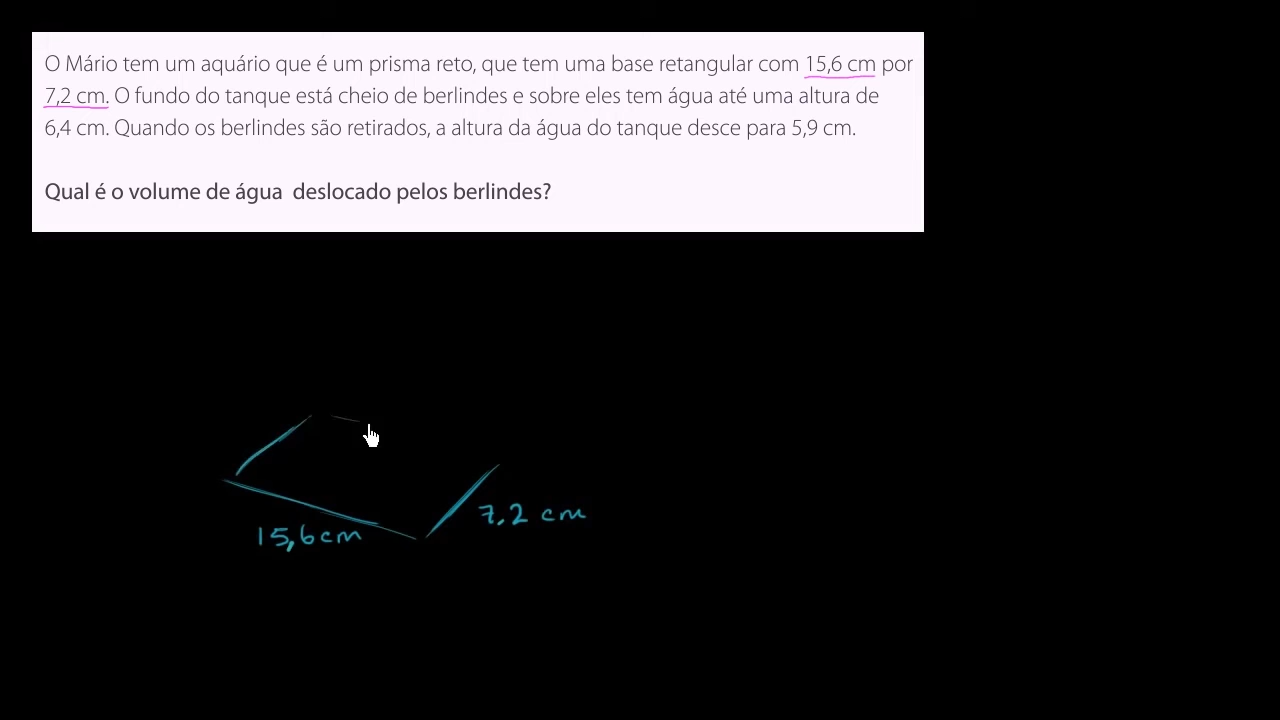 O Mário tem um aquário que é um prisma reto, que tem uma base retangular com 15,6 cm por
7,2 cm. O fundo do tanque está cheio de berlindes e sobre eles tem água até uma altura de
6,4 cm. Quando os berlindes são retirados, a altura da água do tanque desce para 5,9 cm.
Qual é o volume de água deslocado pelos berlindes?
7.2 cm
15,6cm